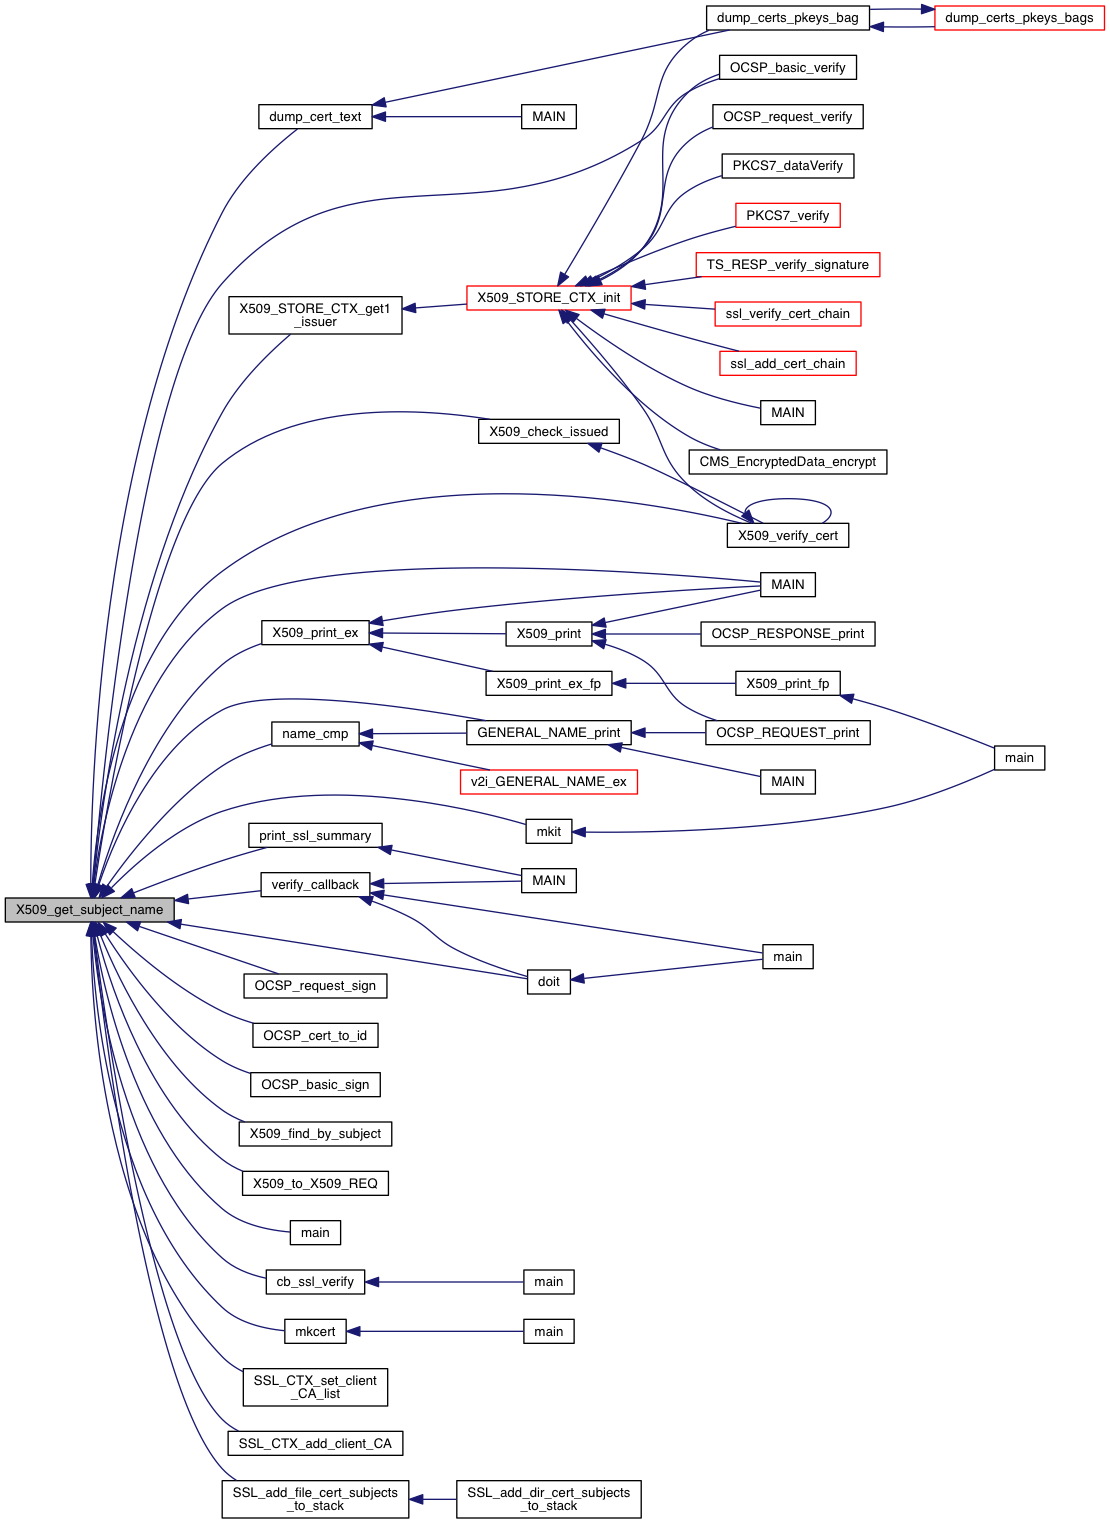 dump_certs_pkeys_bag
dump_certs_pkeys_bags
OCSP_basic_verify
dump_cert_text
MAIN
OCSP_request_verify
PKCS7_dataVerify
PKCS7_verify
TS_RESP_verify_signature
X509_STORE_CTX_get1
_issuer
X509_STORE_CTX_init
ssl_verify_cert_chain
ssl_add_cert_chain
MAIN
X509_check_issued
CMS_EncryptedData_encrypt
X509_verify_cert
MAIN
X509_print_ex
X509_print
OCSP_RESPONSE_print
X509_print_ex_fp
X509_print_fp
name_cmp
GENERAL_NAME_print
OCSP_REQUEST_print
main
v2i_GENERAL_NAME_ex
MAIN
mkit
print_ssl_summary
verify_callback
MAIN
X509_get_subject_name
main
doit
OCSP_request_sign
OCSP_cert_to_id
OCSP_basic_sign
X509_find_by_subject
X509_to_X509_REQ
main
cb_ssl_verify
main
mkcert
main
SSL_CTX_set_client
_CA_list
SSL_CTX_add_client_CA
SSL_add_file_cert_subjects
_to_stack
SSL_add_dir_cert_subjects
_to_stack